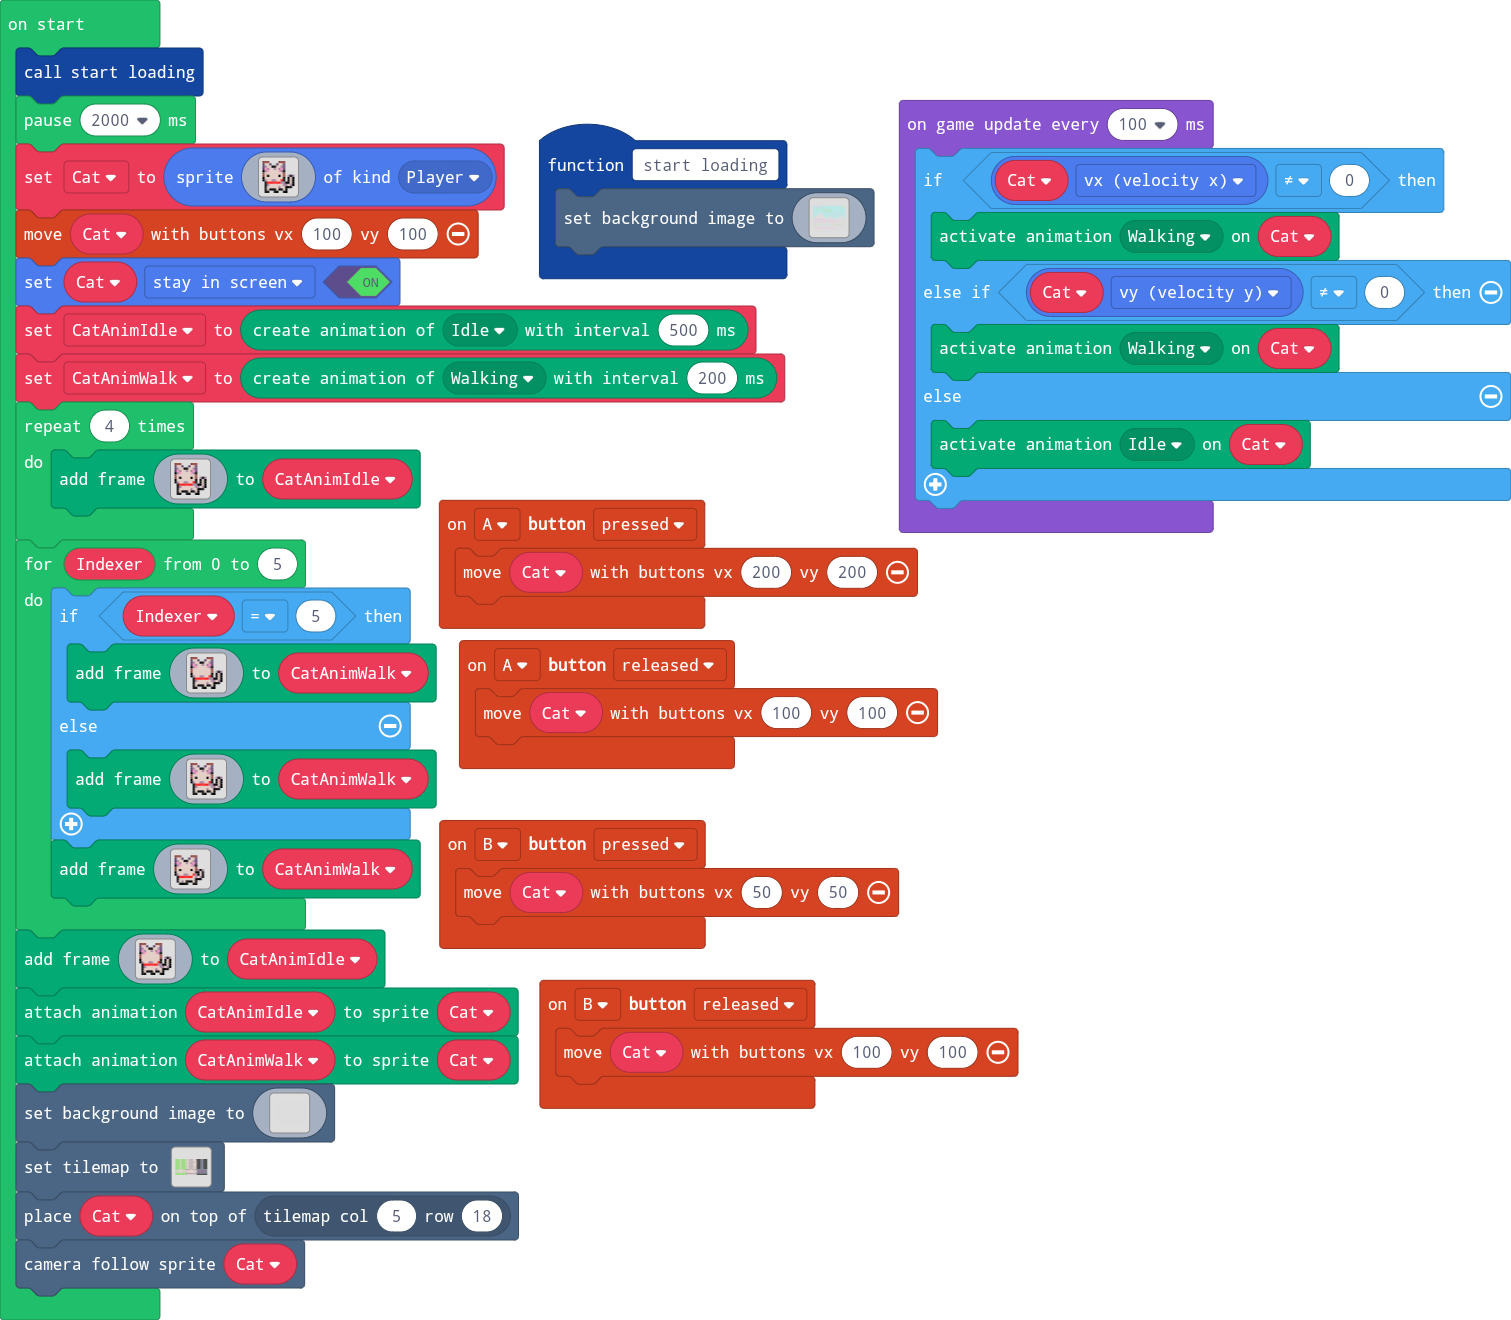 on start
call start loading
pause 2000 ms
set Cat to sprite of kind Player
move Cat with buttons vx 100 vy 100
set Cat stay in screen ON
set CatAnimIdle to create animation of Idle with interval 500 ms
set CatAnimWalk to create animation of Walking with interval 200 ms
repeat 4 times
do
add frame to CatAnimIdle
for Indexer from 0 to 5
do
if Indexer = 5 then
add frame to CatAnimWalk
else
add frame to CatAnimWalk
add frame to CatAnimWalk
add frame to CatAnimIdle
attach animation CatAnimIdle to sprite Cat
attach animation CatAnimWalk to sprite Cat
set background image to
set tilemap to
place Cat on top of tilemap col 5 row 18
camera follow sprite Cat
function start loading
set background image to
on A button pressed
move Cat with buttons vx 200 vy 200
on A button released
move Cat with buttons vx 100 vy 100
on B button pressed
move Cat with buttons vx 50 vy 50
on B button released
move Cat with buttons vx 100 vy 100
on game update every 100 ms
if Cat vx (velocity x) ≠ 0 then
activate animation Walking on Cat
else if Cat vy (velocity y) ≠ 0 then
activate animation Walking on Cat
else
activate animation Idle on Cat